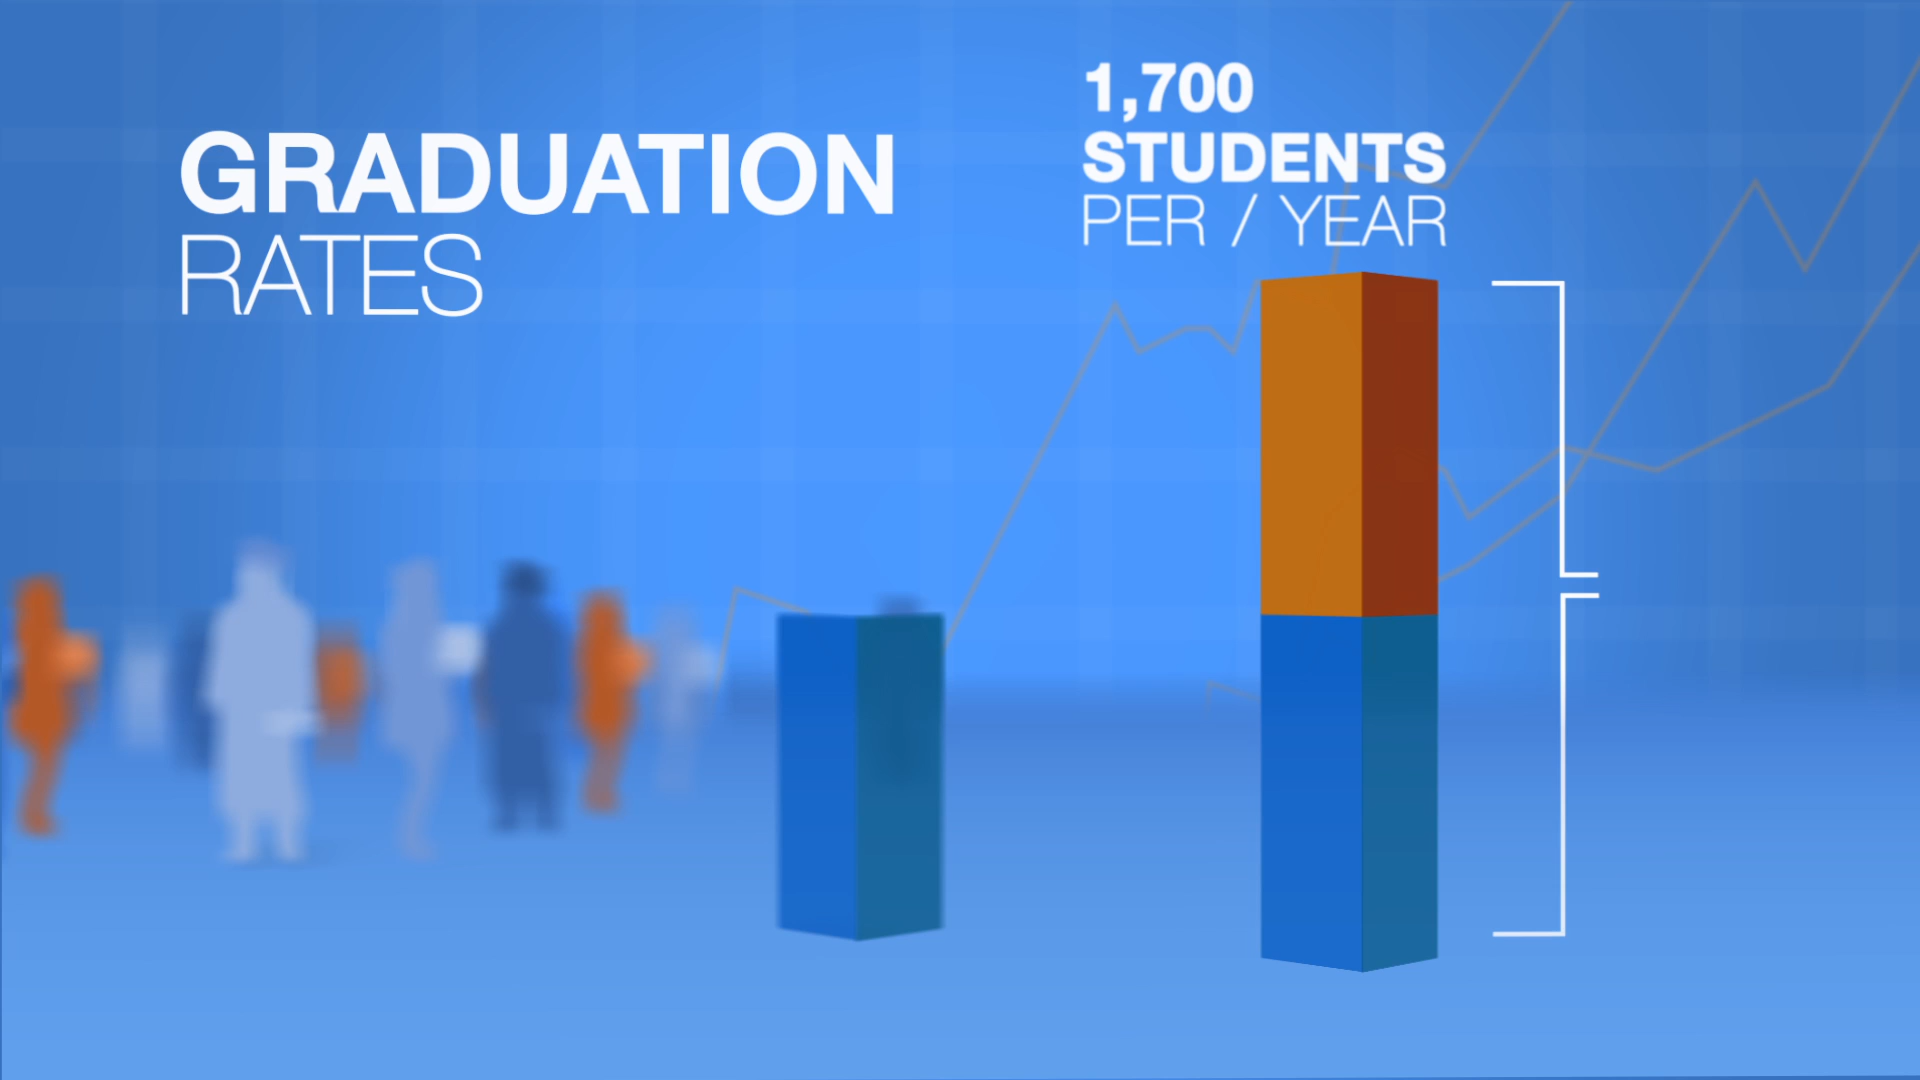 GRADUATION
RATES
1,700
STUDENTS
PER / YEAR